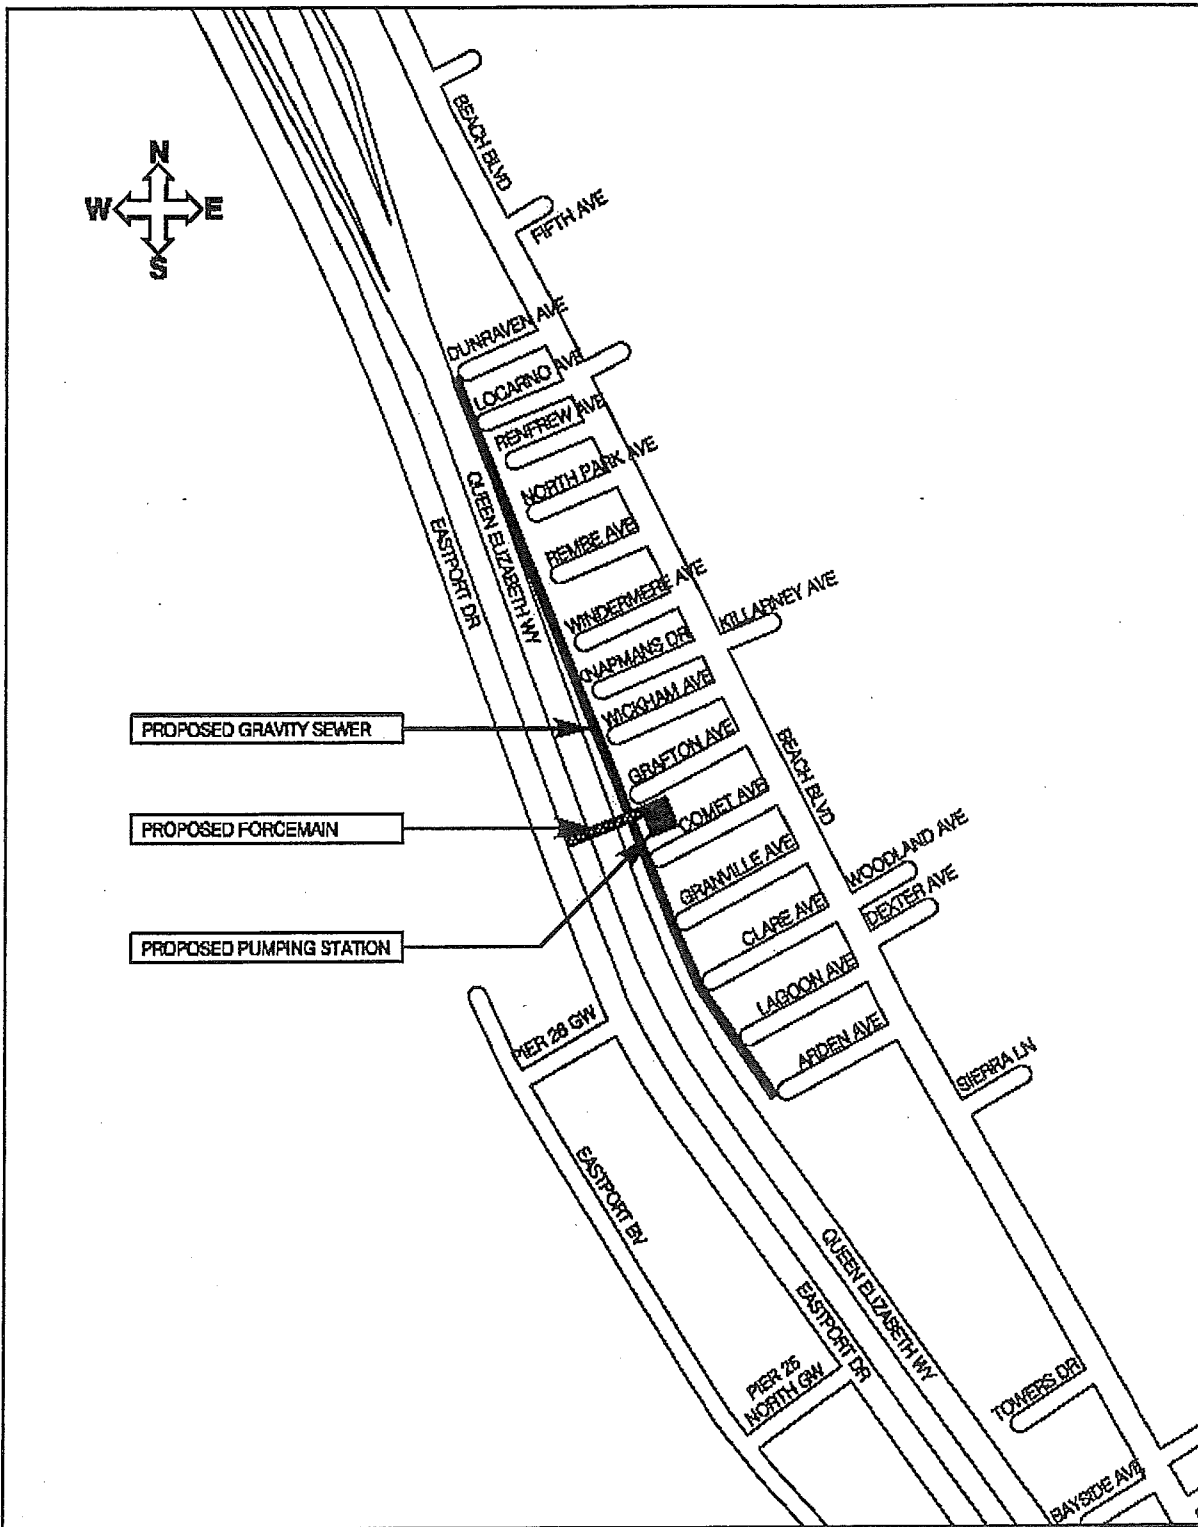 N
W E
S
BEACH BLVD
FIFTH AVE
DUNRAVEN AVE
LOCARNO AVE
RENFREW AVE
NORTH PARK AVE
REMBE AVE
WINDERMERE AVE
KILLARNEY AVE
KNAPMANS DR
WICKHAM AVE
GRAFTON AVE
COMET AVE
GRANVILLE AVE
CLARE AVE
LAGOON AVE
ARDEN AVE
QUEEN ELIZABETH WY
EASTPORT DR
BEACH BLVD
WOODLAND AVE
DEXTER AVE
SIERRA LN
PROPOSED GRAVITY SEWER
PROPOSED FORCEMAIN
PROPOSED PUMPING STATION
PIER 28 GW
EASTPORT BV
QUEEN ELIZABETH WY
EASTPORT DR
PIER 26
NORTH GW
TOWERS DR
BAYSIDE AVE